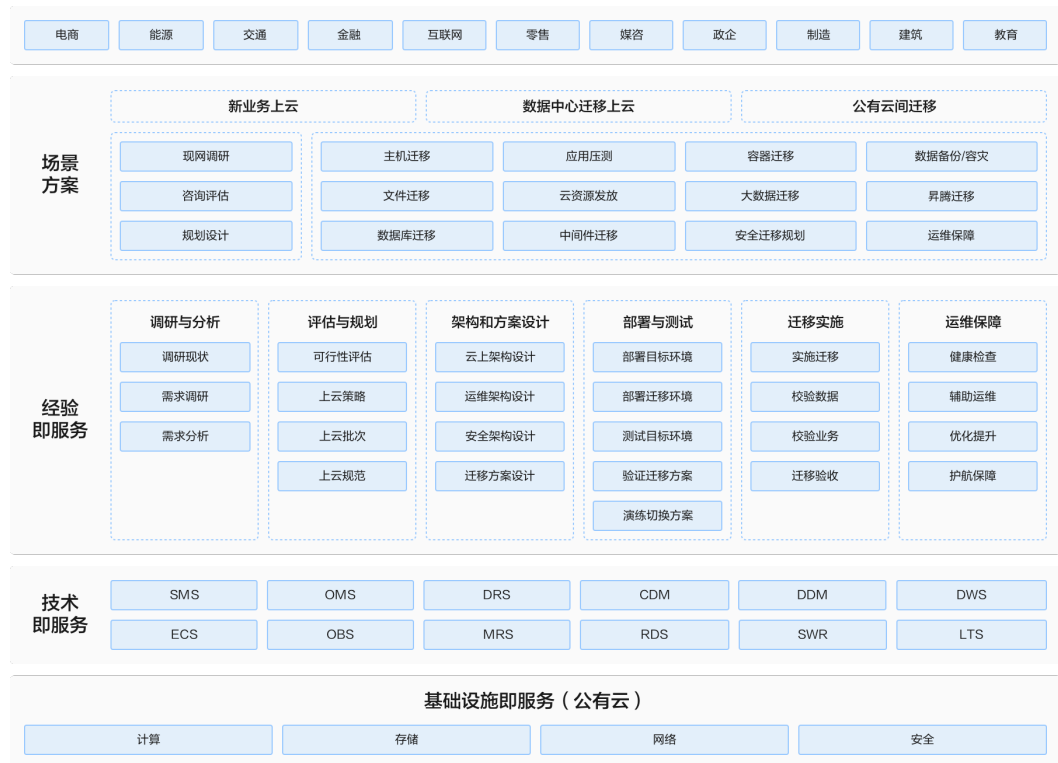 电商
能源
交通
金融
互联网
零售
媒咨
政企
制造
建筑
教育
场景
方案
新业务上云
数据中心迁移上云
公有云间迁移
现网调研
咨询评估
规划设计
主机迁移
应用压测
容器迁移
数据备份/容灾
文件迁移
云资源发放
大数据迁移
昇腾迁移
数据库迁移
中间件迁移
安全迁移规划
运维保障
经验
即服务
调研与分析
调研现状
需求调研
需求分析
评估与规划
可行性评估
上云策略
上云批次
上云规范
架构和方案设计
云上架构设计
运维架构设计
安全架构设计
迁移方案设计
部署与测试
部署目标环境
部署迁移环境
测试目标环境
验证迁移方案
演练切换方案
迁移实施
实施迁移
校验数据
校验业务
迁移验收
运维保障
健康检查
辅助运维
优化提升
护航保障
技术
即服务
SMS
OMS
DRS
CDM
DDM
DWS
ECS
OBS
MRS
RDS
SWR
LTS
基础设施即服务（公有云）
计算
存储
网络
安全